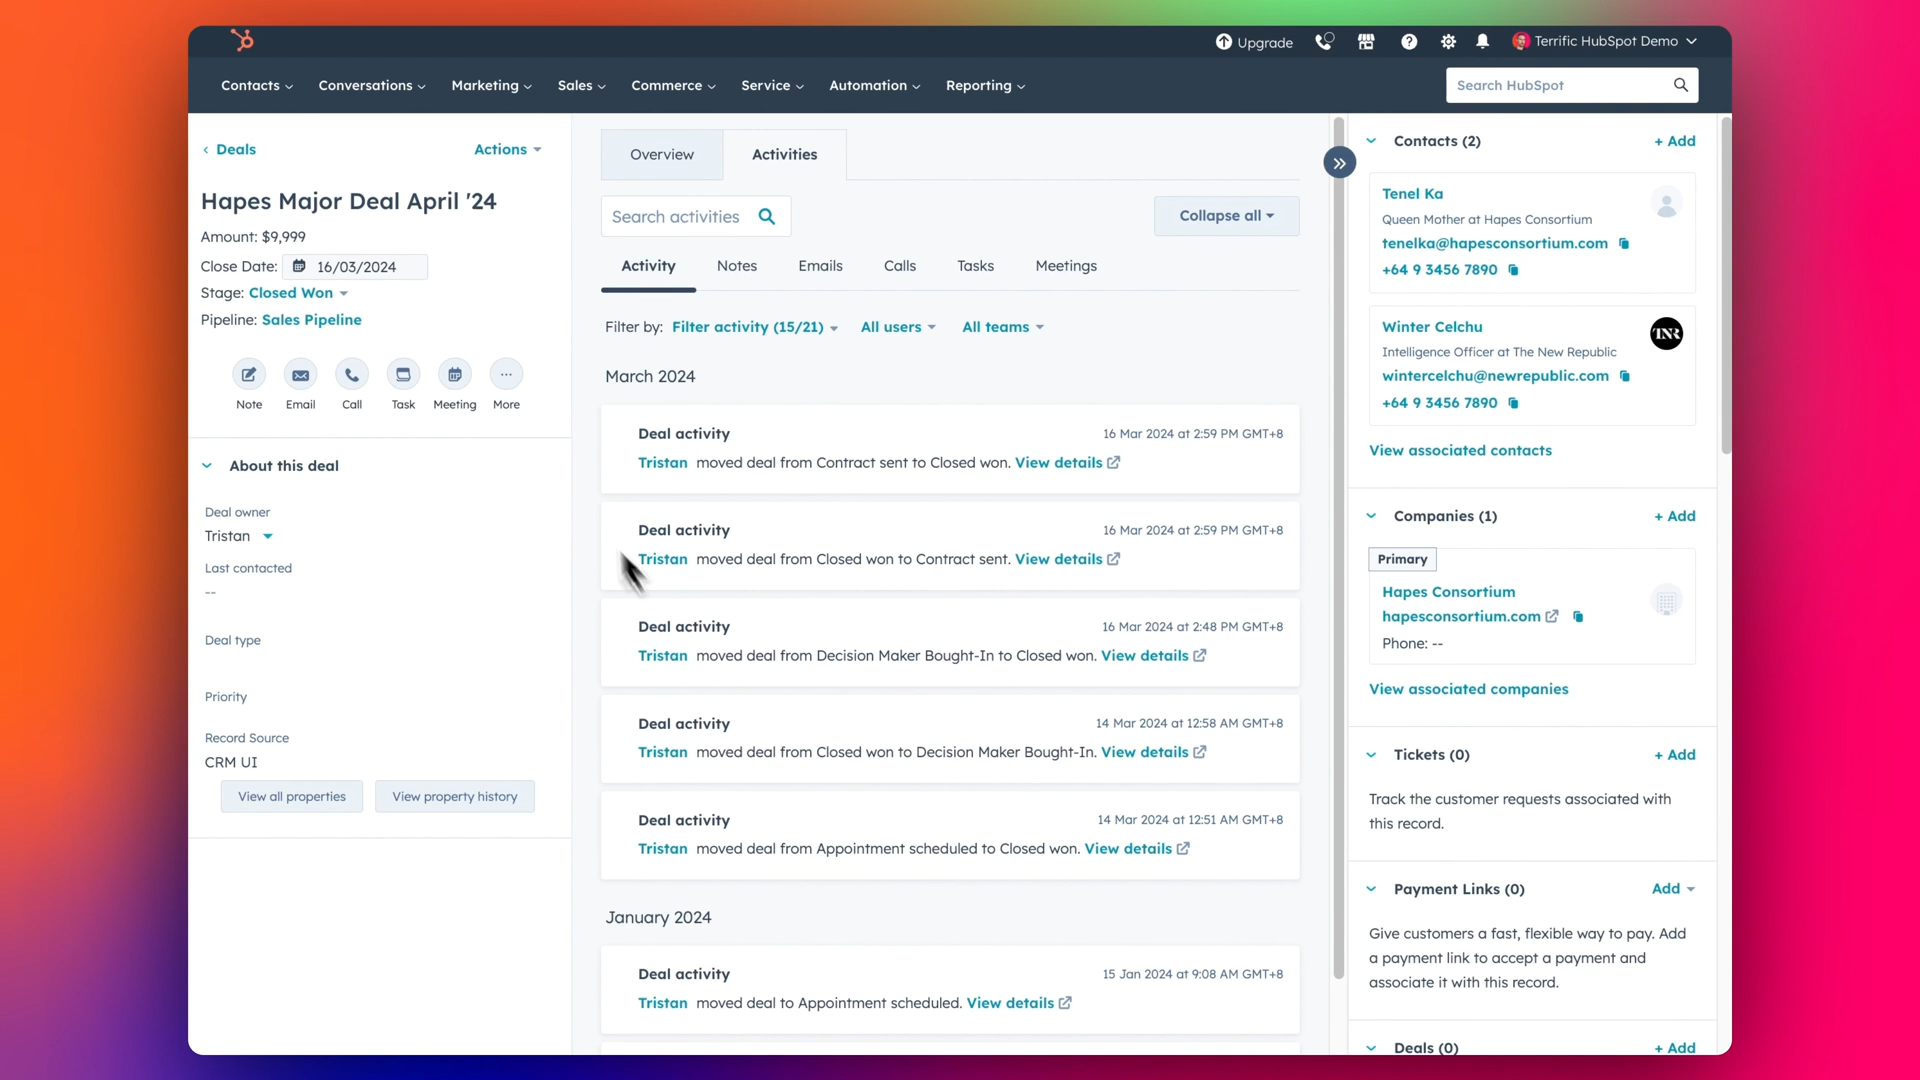 Upgrade
Terrific HubSpot Demo
Contacts
Conversations
Marketing
Sales
Commerce
Service
Automation
Reporting
Search HubSpot
Deals
Actions
Hapes Major Deal April '24
Amount: $9,999
Close Date: 16/03/2024
Stage: Closed Won
Pipeline: Sales Pipeline
Note
Email
Call
Task
Meeting
More
About this deal
Deal owner
Tristan
Last contacted
--
Deal type
Priority
Record Source
CRM UI
View all properties
View property history
Overview
Activities
Search activities
Collapse all
Activity
Notes
Emails
Calls
Tasks
Meetings
Filter by: Filter activity (15/21) All users All teams
March 2024
Deal activity 16 Mar 2024 at 2:59 PM GMT+8
Tristan moved deal from Contract sent to Closed won. View details
Deal activity 16 Mar 2024 at 2:59 PM GMT+8
Tristan moved deal from Closed won to Contract sent. View details
Deal activity 16 Mar 2024 at 2:48 PM GMT+8
Tristan moved deal from Decision Maker Bought-In to Closed won. View details
Deal activity 14 Mar 2024 at 12:58 AM GMT+8
Tristan moved deal from Closed won to Decision Maker Bought-In. View details
Deal activity 14 Mar 2024 at 12:51 AM GMT+8
Tristan moved deal from Appointment scheduled to Closed won. View details
January 2024
Deal activity 15 Jan 2024 at 9:08 AM GMT+8
Tristan moved deal to Appointment scheduled. View details
Contacts (2) + Add
Tenel Ka
Queen Mother at Hapes Consortium
tenelka@hapesconsortium.com
+64 9 3456 7890
Winter Celchu
TNR
Intelligence Officer at The New Republic
wintercelchu@newrepublic.com
+64 9 3456 7890
View associated contacts
Companies (1) + Add
Primary
Hapes Consortium
hapesconsortium.com
Phone: --
View associated companies
Tickets (0) + Add
Track the customer requests associated with
this record.
Payment Links (0) Add
Give customers a fast, flexible way to pay. Add
a payment link to accept a payment and
associate it with this record.
Deals (0) + Add